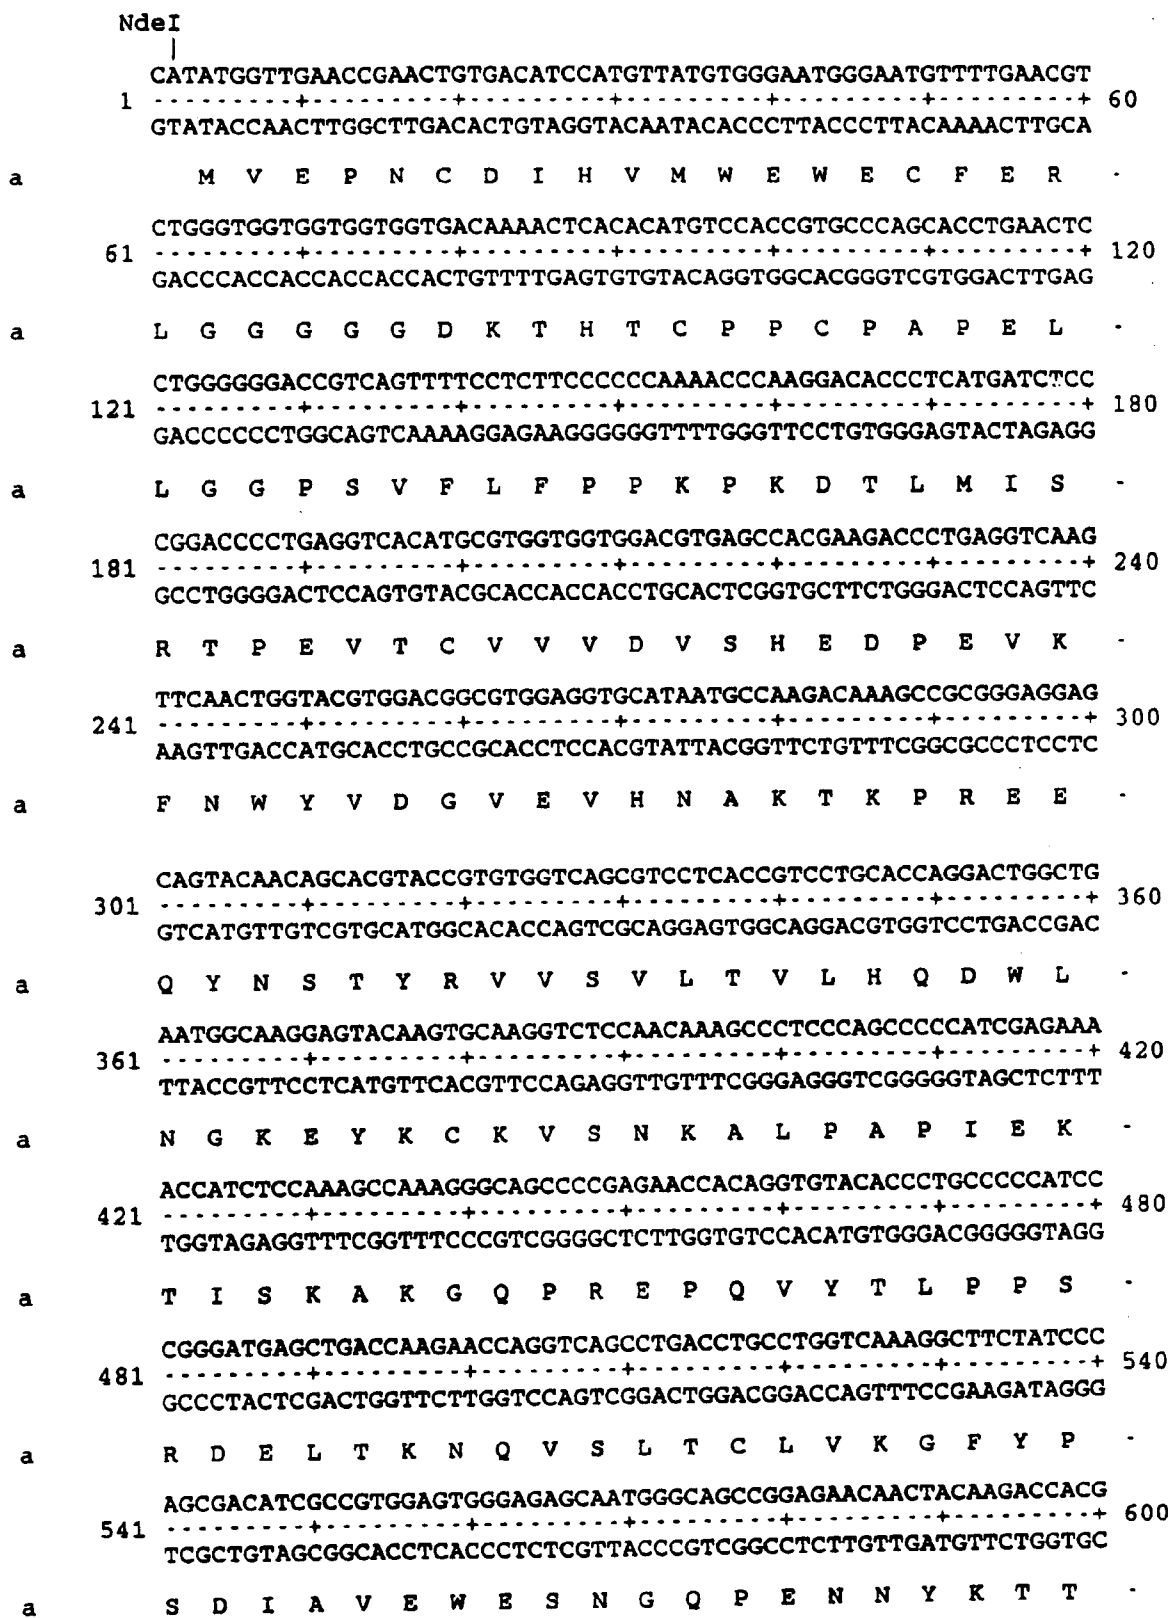 NdeI
|
CATATGGTTGAACCGAACTGTGACATCCATGTTATGTGGGAATGGGAATGTTTTGAACGT
1 ---------+---------+---------+---------+---------+---------+ 60
GTATACCAACTTGGCTTGACACTGTAGGTACAATACACCCTTACCCTTACAAAACTTGCA
a M V E P N C D I H V M W E W E C F E R -
CTGGGTGGTGGTGGTGGTGACAAAACTCACACATGTCCACCGTGCCCAGCACCTGAACTC
61 ---------+---------+---------+---------+---------+---------+ 120
GACCCACCACCACCACCACTGTTTTGAGTGTGTACAGGTGGCACGGGTCGTGGACTTGAG
a L G G G G G D K T H T C P P C P A P E L -
CTGGGGGGACCGTCAGTTTTCCTCTTCCCCCCAAAACCCAAGGACACCCTCATGATCTCC
121 ---------+---------+---------+---------+---------+---------+ 180
GACCCCCCTGGCAGTCAAAAGGAGAAGGGGGGTTTTGGGTTCCTGTGGGAGTACTAGAGG
a L G G P S V F L F P P K P K D T L M I S -
CGGACCCCTGAGGTCACATGCGTGGTGGTGGACGTGAGCCACGAAGACCCTGAGGTCAAG
181 ---------+---------+---------+---------+---------+---------+ 240
GCCTGGGGACTCCAGTGTACGCACCACCACCTGCACTCGGTGCTTCTGGGACTCCAGTTC
a R T P E V T C V V V D V S H E D P E V K -
TTCAACTGGTACGTGGACGGCGTGGAGGTGCATAATGCCAAGACAAAGCCGCGGGAGGAG
241 ---------+---------+---------+---------+---------+---------+ 300
AAGTTGACCATGCACCTGCCGCACCTCCACGTATTACGGTTCTGTTTCGGCGCCCTCCTC
a F N W Y V D G V E V H N A K T K P R E E -
CAGTACAACAGCACGTACCGTGTGGTCAGCGTCCTCACCGTCCTGCACCAGGACTGGCTG
301 ---------+---------+---------+---------+---------+---------+ 360
GTCATGTTGTCGTGCATGGCACACCAGTCGCAGGAGTGGCAGGACGTGGTCCTGACCGAC
a Q Y N S T Y R V V S V L T V L H Q D W L -
AATGGCAAGGAGTACAAGTGCAAGGTCTCCAACAAAGCCCTCCCAGCCCCCATCGAGAAA
361 ---------+---------+---------+---------+---------+---------+ 420
TTACCGTTCCTCATGTTCACGTTCCAGAGGTTGTTTCGGGAGGGTCGGGGGTAGCTCTTT
a N G K E Y K C K V S N K A L P A P I E K -
ACCATCTCCAAAGCCAAAGGGCAGCCCCGAGAACCACAGGTGTACACCCTGCCCCCATCC
421 ---------+---------+---------+---------+---------+---------+ 480
TGGTAGAGGTTTCGGTTTCCCGTCGGGGCTCTTGGTGTCCACATGTGGGACGGGGGTAGG
a T I S K A K G Q P R E P Q V Y T L P P S -
CGGGATGAGCTGACCAAGAACCAGGTCAGCCTGACCTGCCTGGTCAAAGGCTTCTATCCC
481 ---------+---------+---------+---------+---------+---------+ 540
GCCCTACTCGACTGGTTCTTGGTCCAGTCGGACTGGACGGACCAGTTTCCGAAGATAGGG
a R D E L T K N Q V S L T C L V K G F Y P -
AGCGACATCGCCGTGGAGTGGGAGAGCAATGGGCAGCCGGAGAACAACTACAAGACCACG
541 ---------+---------+---------+---------+---------+---------+ 600
TCGCTGTAGCGGCACCTCACCCTCTCGTTACCCGTCGGCCTCTTGTTGATGTTCTGGTGC
a S D I A V E W E S N G Q P E N N Y K T T -